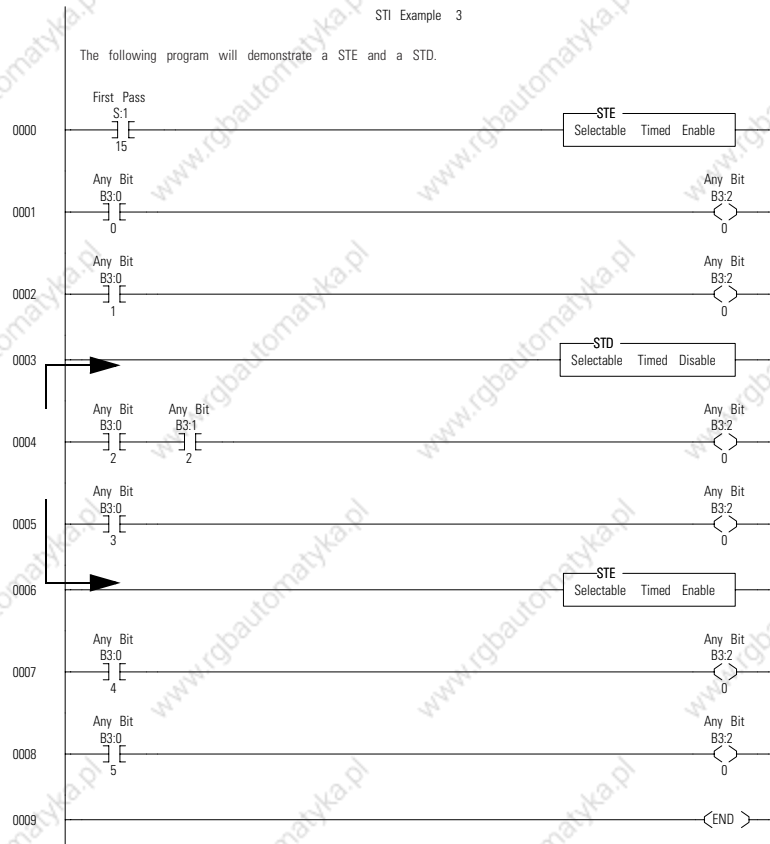 STI Example 3
The following program will demonstrate a STE and a STD.
First Pass
S:1
15
0000
STE
Selectable Timed Enable
Any Bit
B3:0
0
0001
Any Bit
B3:2
0
Any Bit
B3:0
1
0002
Any Bit
B3:2
0
0003
STD
Selectable Timed Disable
Any Bit
B3:0
2
Any Bit
B3:1
2
0004
Any Bit
B3:2
0
Any Bit
B3:0
3
0005
Any Bit
B3:2
0
0006
STE
Selectable Timed Enable
Any Bit
B3:0
4
0007
Any Bit
B3:2
0
Any Bit
B3:0
5
0008
Any Bit
B3:2
0
0009
END
www.rgbautomatyka.pl